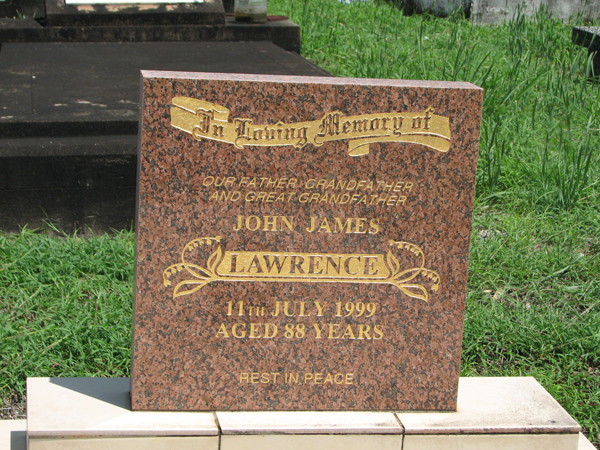 In Loving Memory of
OUR FATHER, GRANDFATHER
AND GREAT GRANDFATHER
JOHN JAMES
LAWRENCE
11TH JULY 1999
AGED 88 YEARS
REST IN PEACE